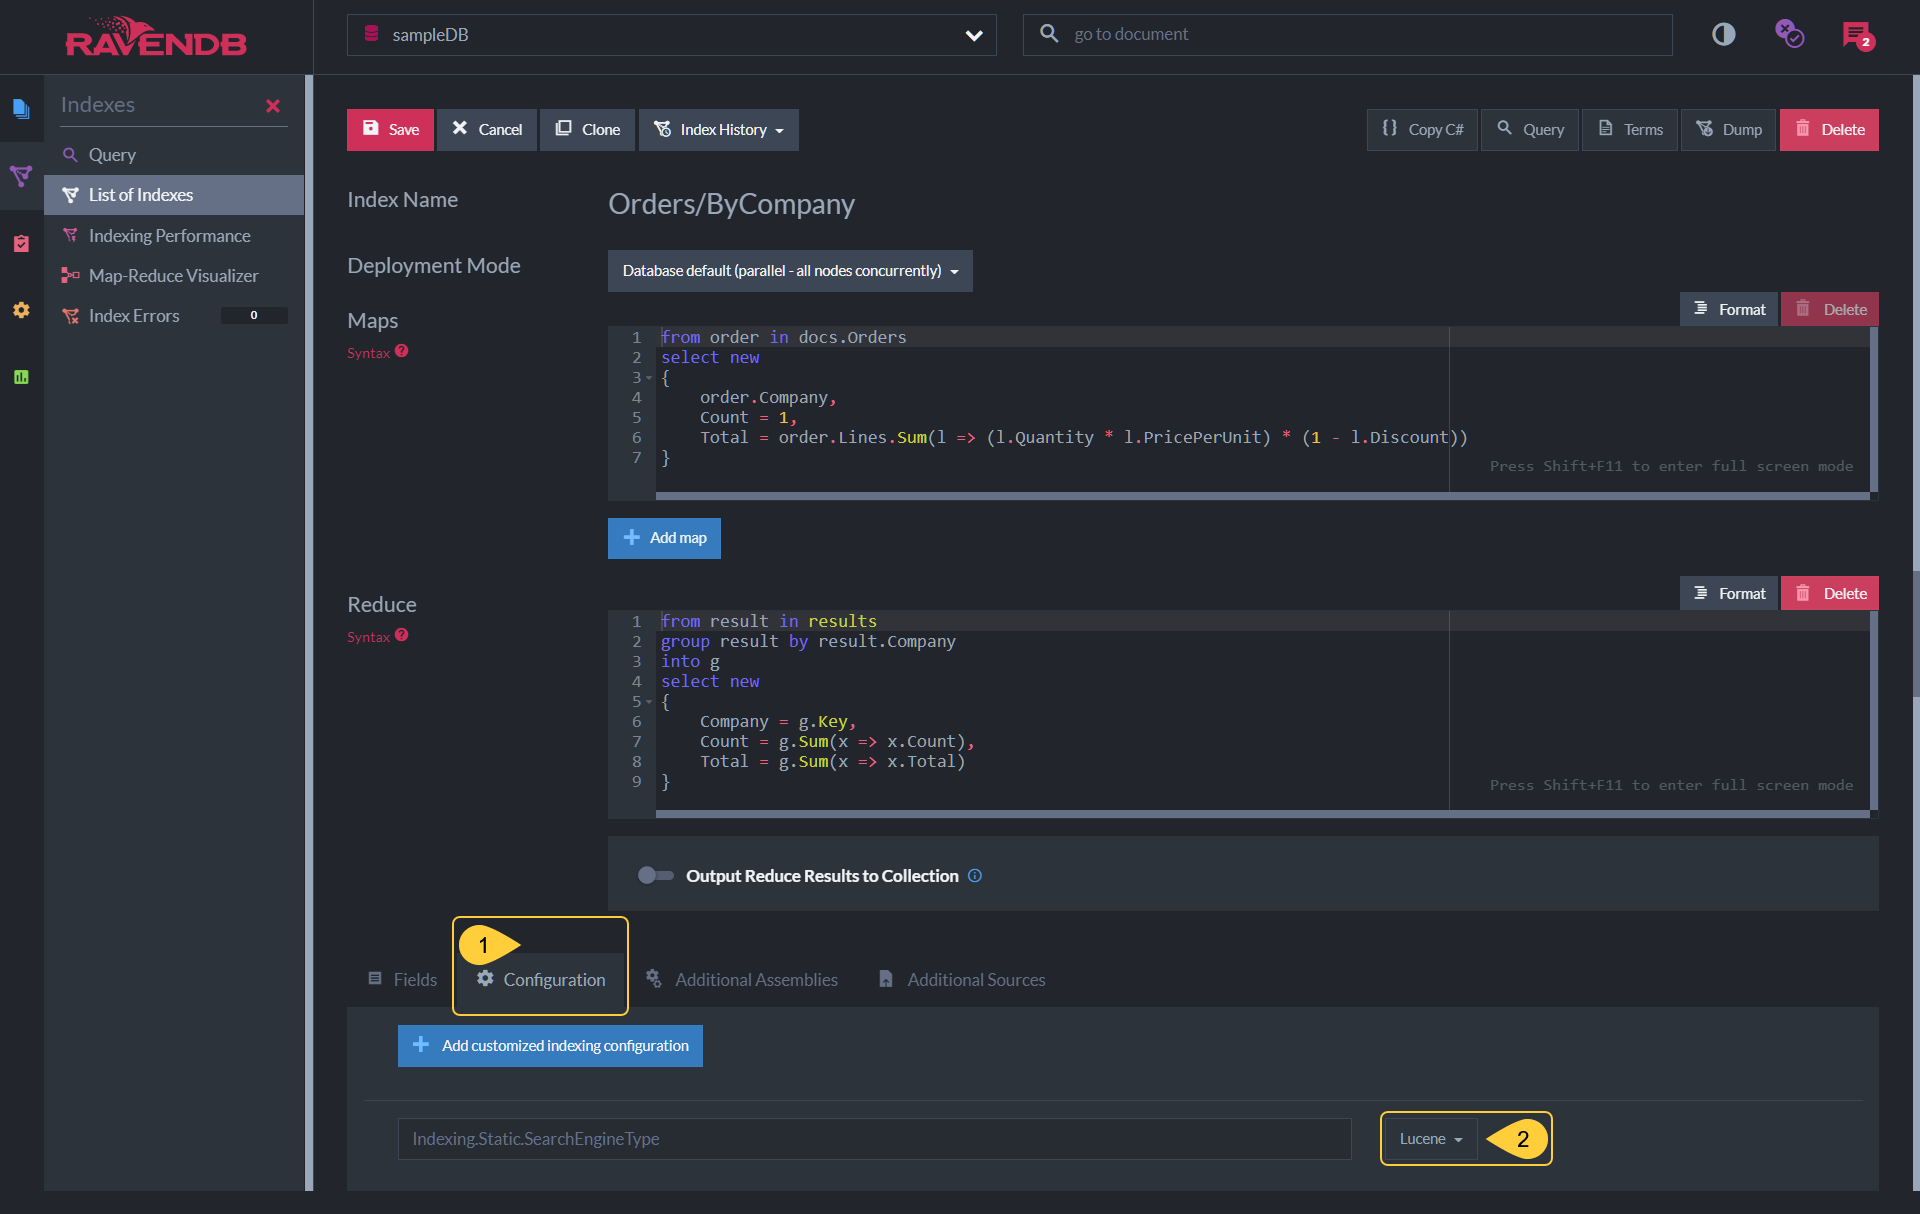 RAVENDB
sampleDB
go to document
2
Indexes
Query
List of Indexes
Indexing Performance
Map-Reduce Visualizer
Index Errors 0
Save
Cancel
Clone
Index History
Copy C#
Query
Terms
Dump
Delete
Index Name
Orders/ByCompany
Deployment Mode
Database default (parallel - all nodes concurrently)
Maps
Syntax ?
Format
Delete
1 from order in docs.Orders
2 select new
3 {
4 order.Company,
5 Count = 1,
6 Total = order.Lines.Sum(l => (l.Quantity * l.PricePerUnit) * (1 - l.Discount))
7 }
Press Shift+F11 to enter full screen mode
Add map
Reduce
Syntax ?
Format
Delete
1 from result in results
2 group result by result.Company
3 into g
4 select new
5 {
6 Company = g.Key,
7 Count = g.Sum(x => x.Count),
8 Total = g.Sum(x => x.Total)
9 }
Press Shift+F11 to enter full screen mode
Output Reduce Results to Collection
1
Fields
Configuration
Additional Assemblies
Additional Sources
Add customized indexing configuration
Indexing.Static.SearchEngineType
Lucene
2